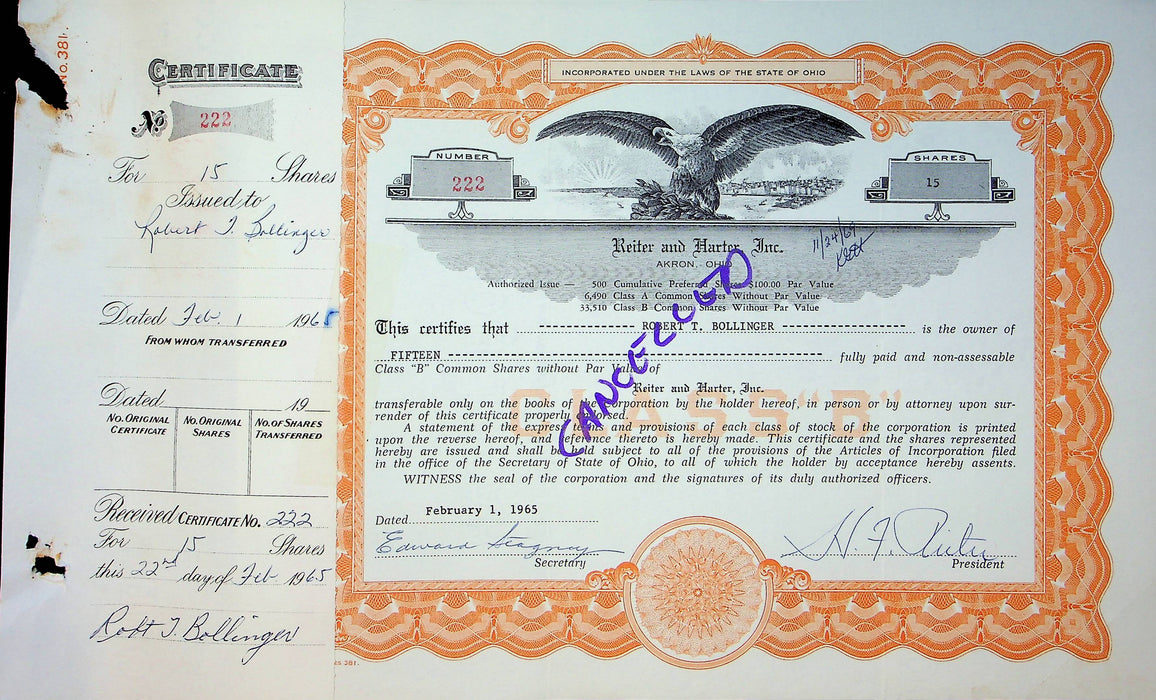 No. 381.
CERTIFICATE
No 222
For 15 Shares
Issued to
Robert T. Bollinger
Dated Feb. 1 1965
FROM WHOM TRANSFERRED
Dated 19
NO. ORIGINAL CERTIFICATE
NO. ORIGINAL SHARES
NO. OF SHARES TRANSFERRED
Received CERTIFICATE NO. 222
For 15 Shares
this 22nd day of Feb 1965
Robt T. Bollinger
INCORPORATED UNDER THE LAWS OF THE STATE OF OHIO
NUMBER
222
SHARES
15
Reiter and Harter, Inc.
AKRON, OHIO
11/24/69
Authorized Issue — 500 Cumulative Preferred Shares $100.00 Par Value
6,490 Class A Common Shares Without Par Value
33,510 Class B Common Shares Without Par Value
CANCELLED
This certifies that ROBERT T. BOLLINGER is the owner of
FIFTEEN fully paid and non-assessable
Class "B" Common Shares without Par Value of
Reiter and Harter, Inc.
CLASS "B"
transferable only on the books of the corporation by the holder hereof, in person or by attorney upon sur-
render of this certificate properly endorsed.
A statement of the express terms and provisions of each class of stock of the corporation is printed
upon the reverse hereof, and reference thereto is hereby made. This certificate and the shares represented
hereby are issued and shall be held subject to all of the provisions of the Articles of Incorporation filed
in the office of the Secretary of State of Ohio, to all of which the holder by acceptance hereby assents.
WITNESS the seal of the corporation and the signatures of its duly authorized officers.
Dated February 1, 1965
Edward
Secretary
H. F. Reiter
President
381.